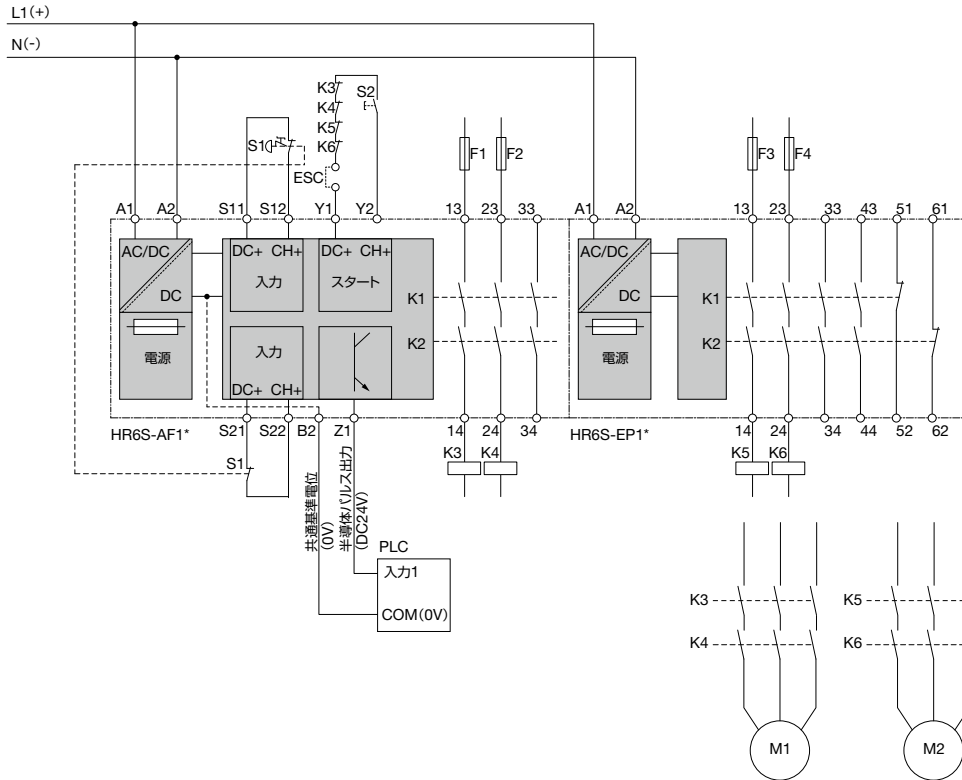 L1(+)
N(-)
K3
K4
K5
K6
S2
S1
ESC
F1
F2
F3
F4
A1
A2
S11
S12
Y1
Y2
13
23
33
A1
A2
13
23
33
43
51
61
AC/DC
DC
電源
DC+ CH+
入力
DC+ CH+
スタート
入力
DC+ CH+
K1
K2
AC/DC
DC
電源
K1
K2
HR6S-AF1*
S21
S22
B2
Z1
14
24
34
HR6S-EP1*
14
24
34
44
52
62
S1
K3
K4
K5
K6
共通基準電位
(0V)
半導体パルス出力
(DC24V)
PLC
入力1
COM(0V)
K3
K4
K5
K6
M1
M2